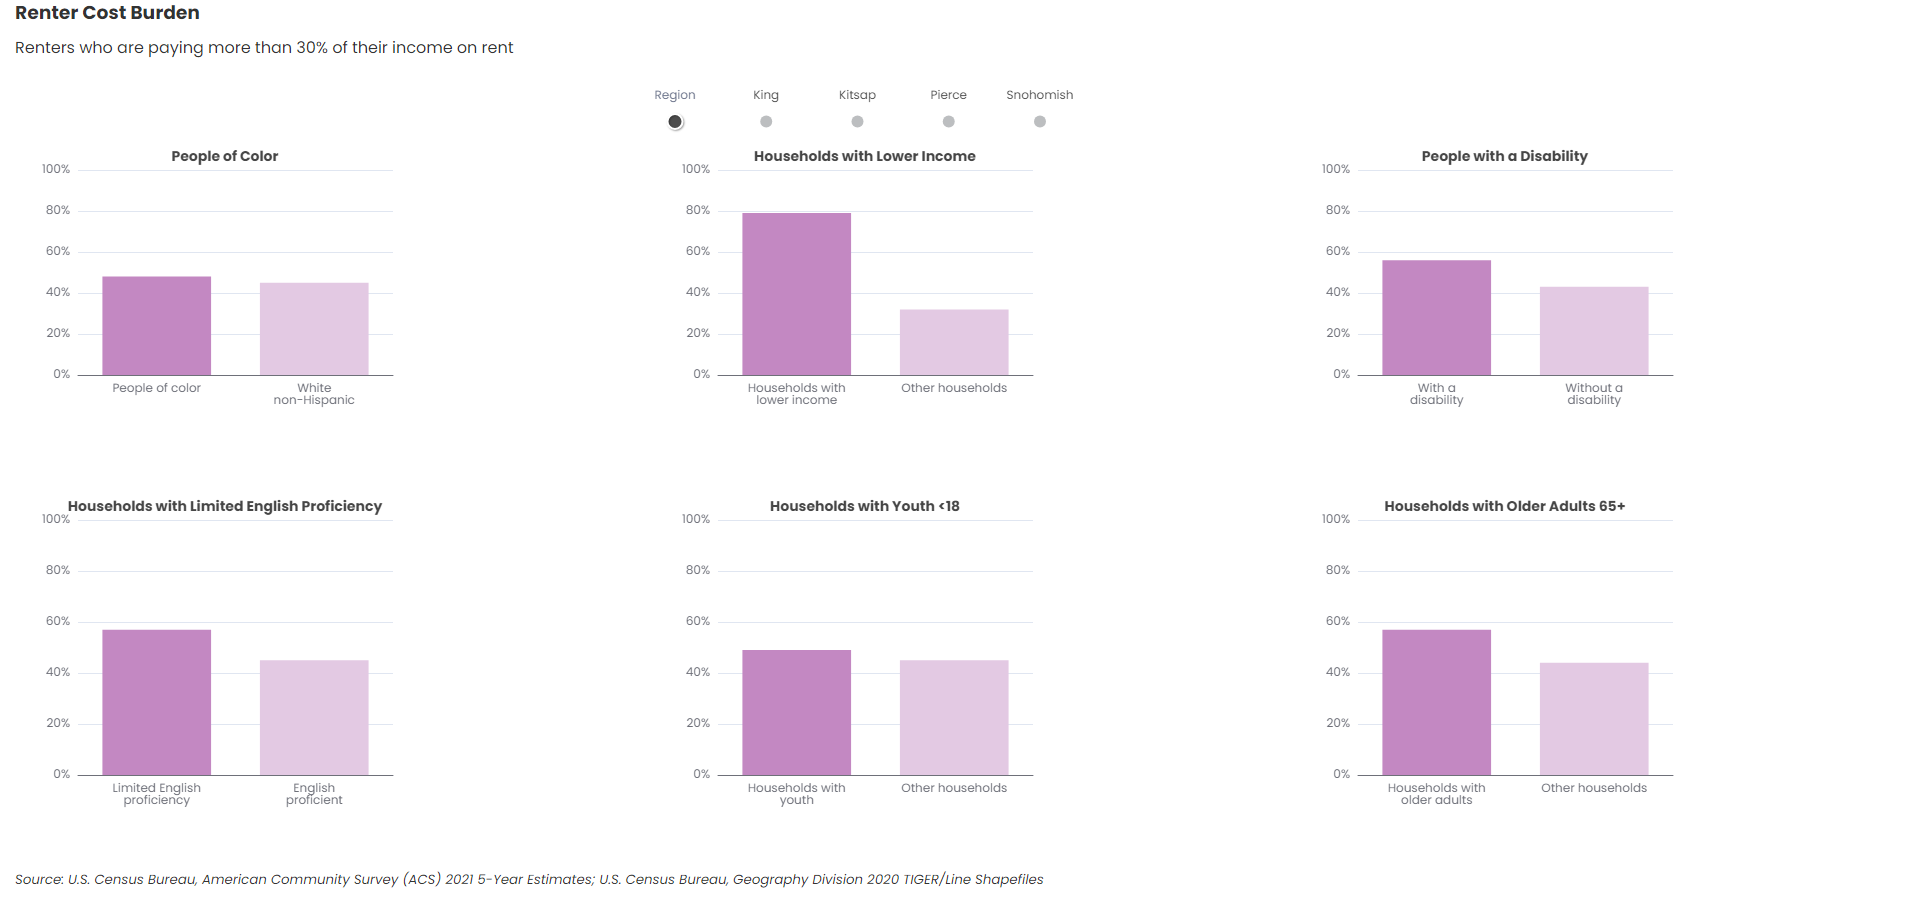 Renter Cost Burden
Renters who are paying more than 30% of their income on rent
Region King Kitsap Pierce Snohomish
People of Color
100%
80%
60%
40%
20%
0%
People of color
White
non-Hispanic
Households with Lower Income
100%
80%
60%
40%
20%
0%
Households with
lower income
Other households
People with a Disability
100%
80%
60%
40%
20%
0%
With a
disability
Without a
disability
Households with Limited English Proficiency
100%
80%
60%
40%
20%
0%
Limited English
proficiency
English
proficient
Households with Youth <18
100%
80%
60%
40%
20%
0%
Households with
youth
Other households
Households with Older Adults 65+
100%
80%
60%
40%
20%
0%
Households with
older adults
Other households
Source: U.S. Census Bureau, American Community Survey (ACS) 2021 5-Year Estimates; U.S. Census Bureau, Geography Division 2020 TIGER/Line Shapefiles